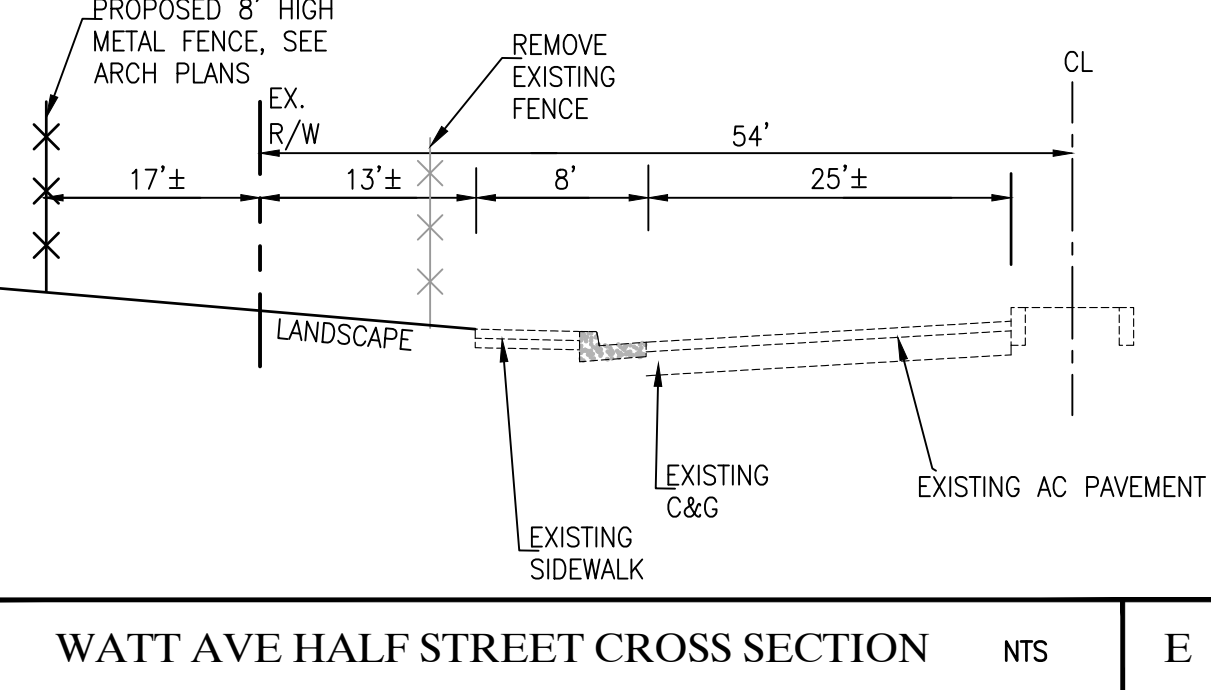 PROPOSED 8' HIGH
METAL FENCE, SEE
ARCH PLANS
REMOVE
EXISTING
FENCE
CL
EX.
R/W
54'
17'±
13'±
8'
25'±
LANDSCAPE
EXISTING
C&G
EXISTING AC PAVEMENT
EXISTING
SIDEWALK
WATT AVE HALF STREET CROSS SECTION NTS E